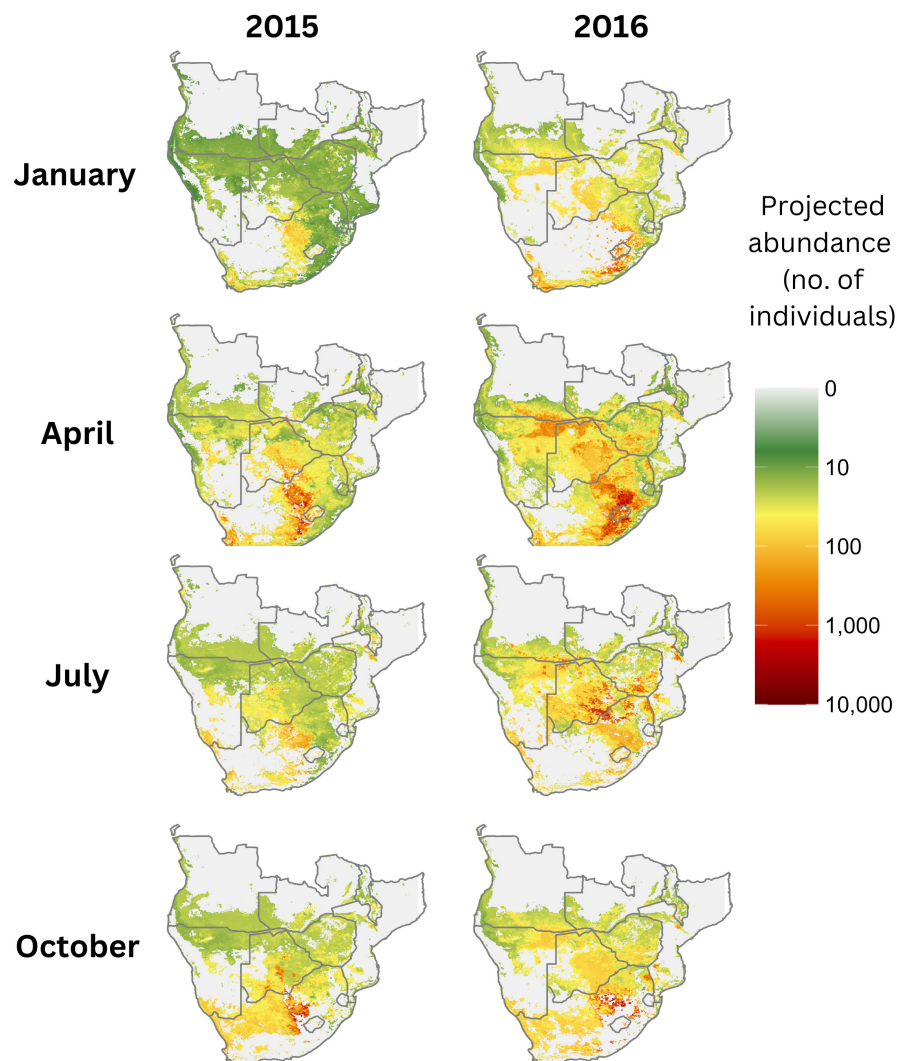 2015
2016
January
April
July
October
Projected
abundance
(no. of
individuals)
0
10
100
1,000
10,000